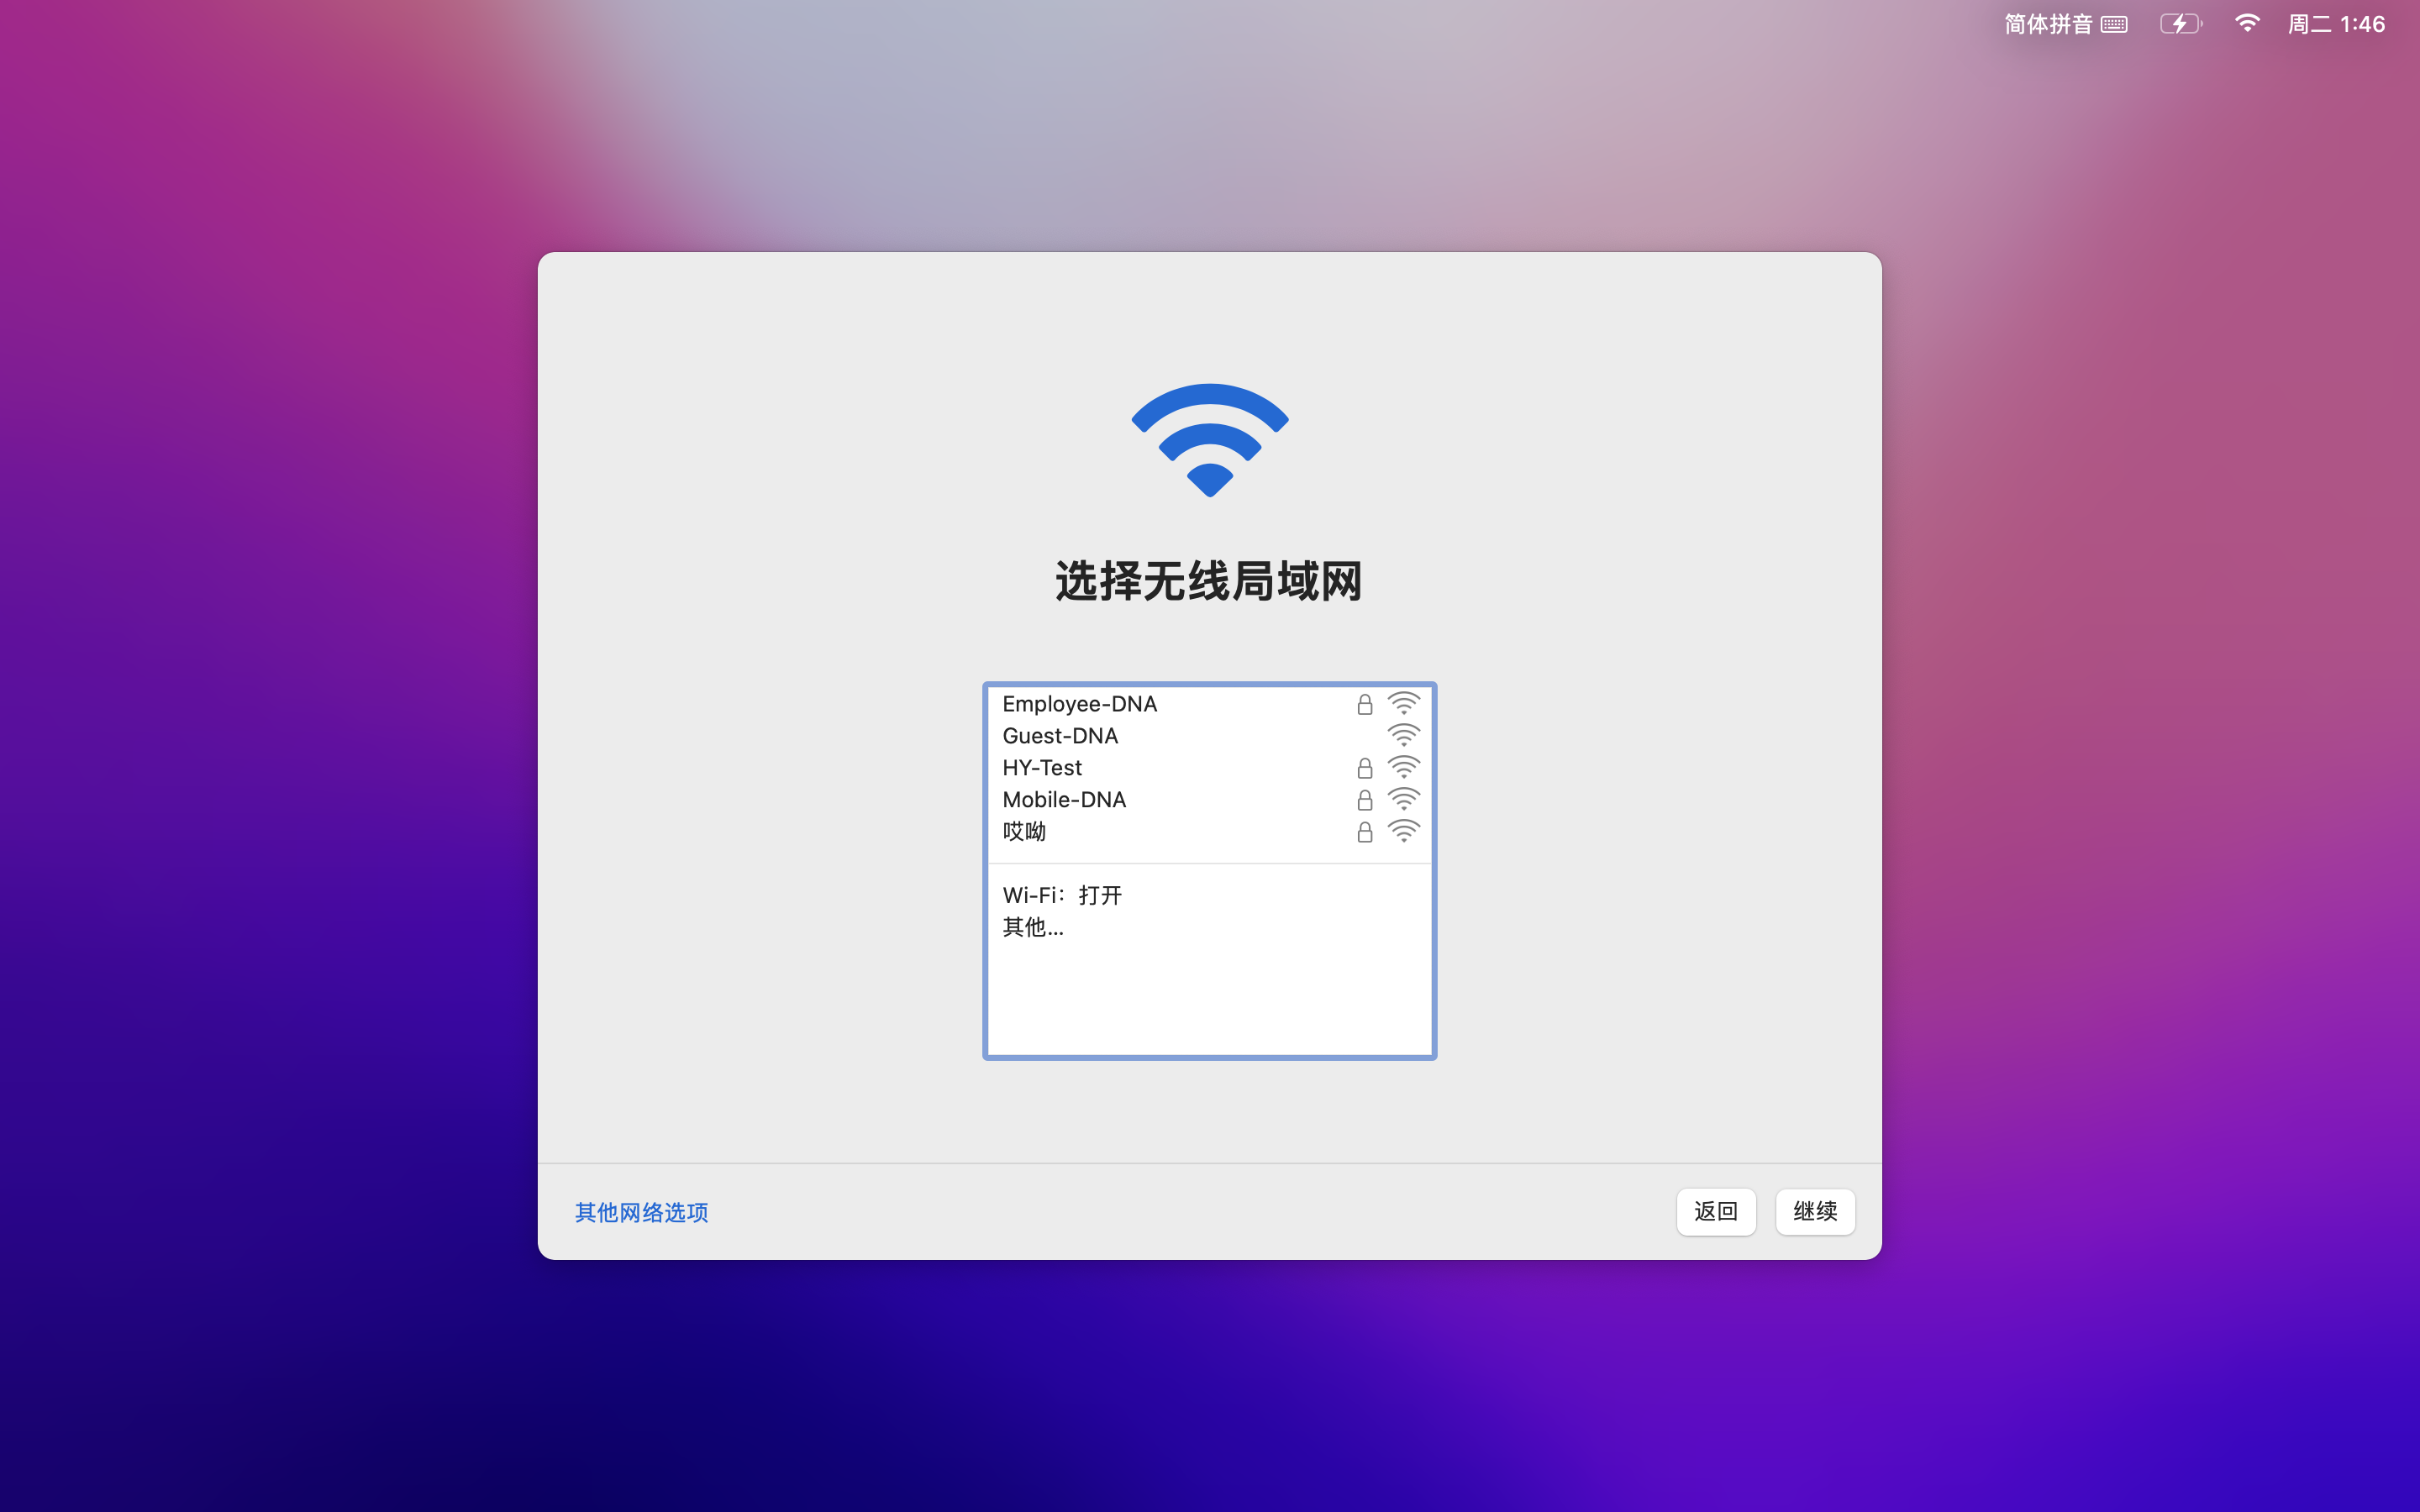 简体拼音
周二 1:46
选择无线局域网
Employee-DNA
Guest-DNA
HY-Test
Mobile-DNA
哎呦
Wi-Fi：打开
其他...
其他网络选项
返回
继续